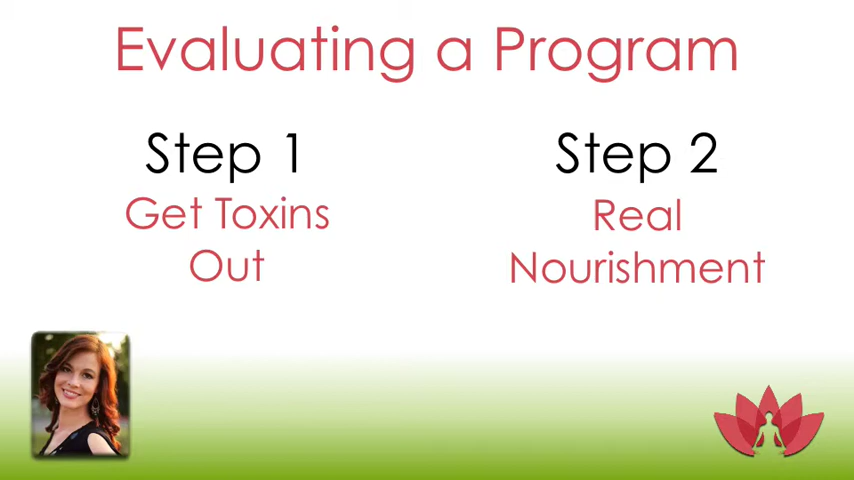 Evaluating a Program
Step 1
Get Toxins
Out
Step 2
Real
Nourishment